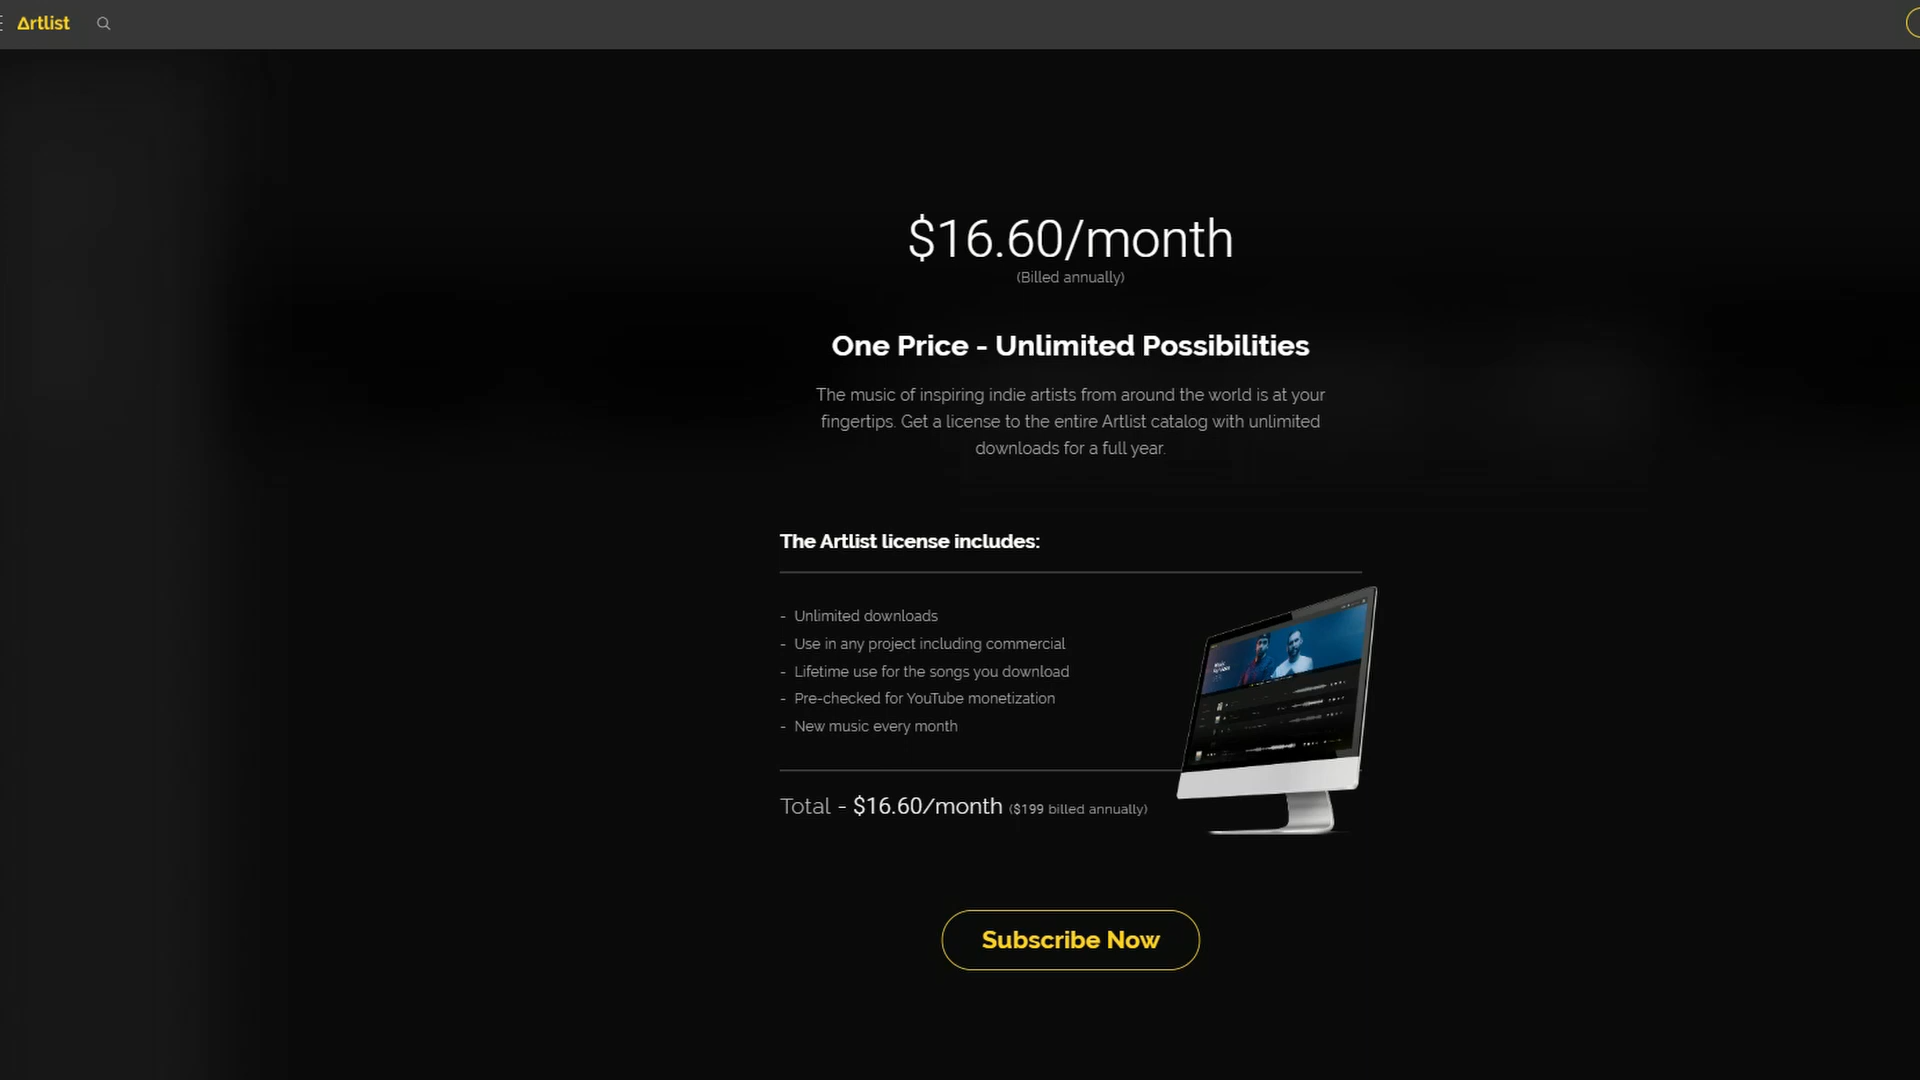 Artlist
$16.60/month
(Billed annually)
One Price - Unlimited Possibilities
The music of inspiring indie artists from around the world is at your
fingertips. Get a license to the entire Artlist catalog with unlimited
downloads for a full year.
The Artlist license includes:
- Unlimited downloads
- Use in any project including commercial
- Lifetime use for the songs you download
- Pre-checked for YouTube monetization
- New music every month
Total - $16.60/month ($199 billed annually)
Subscribe Now